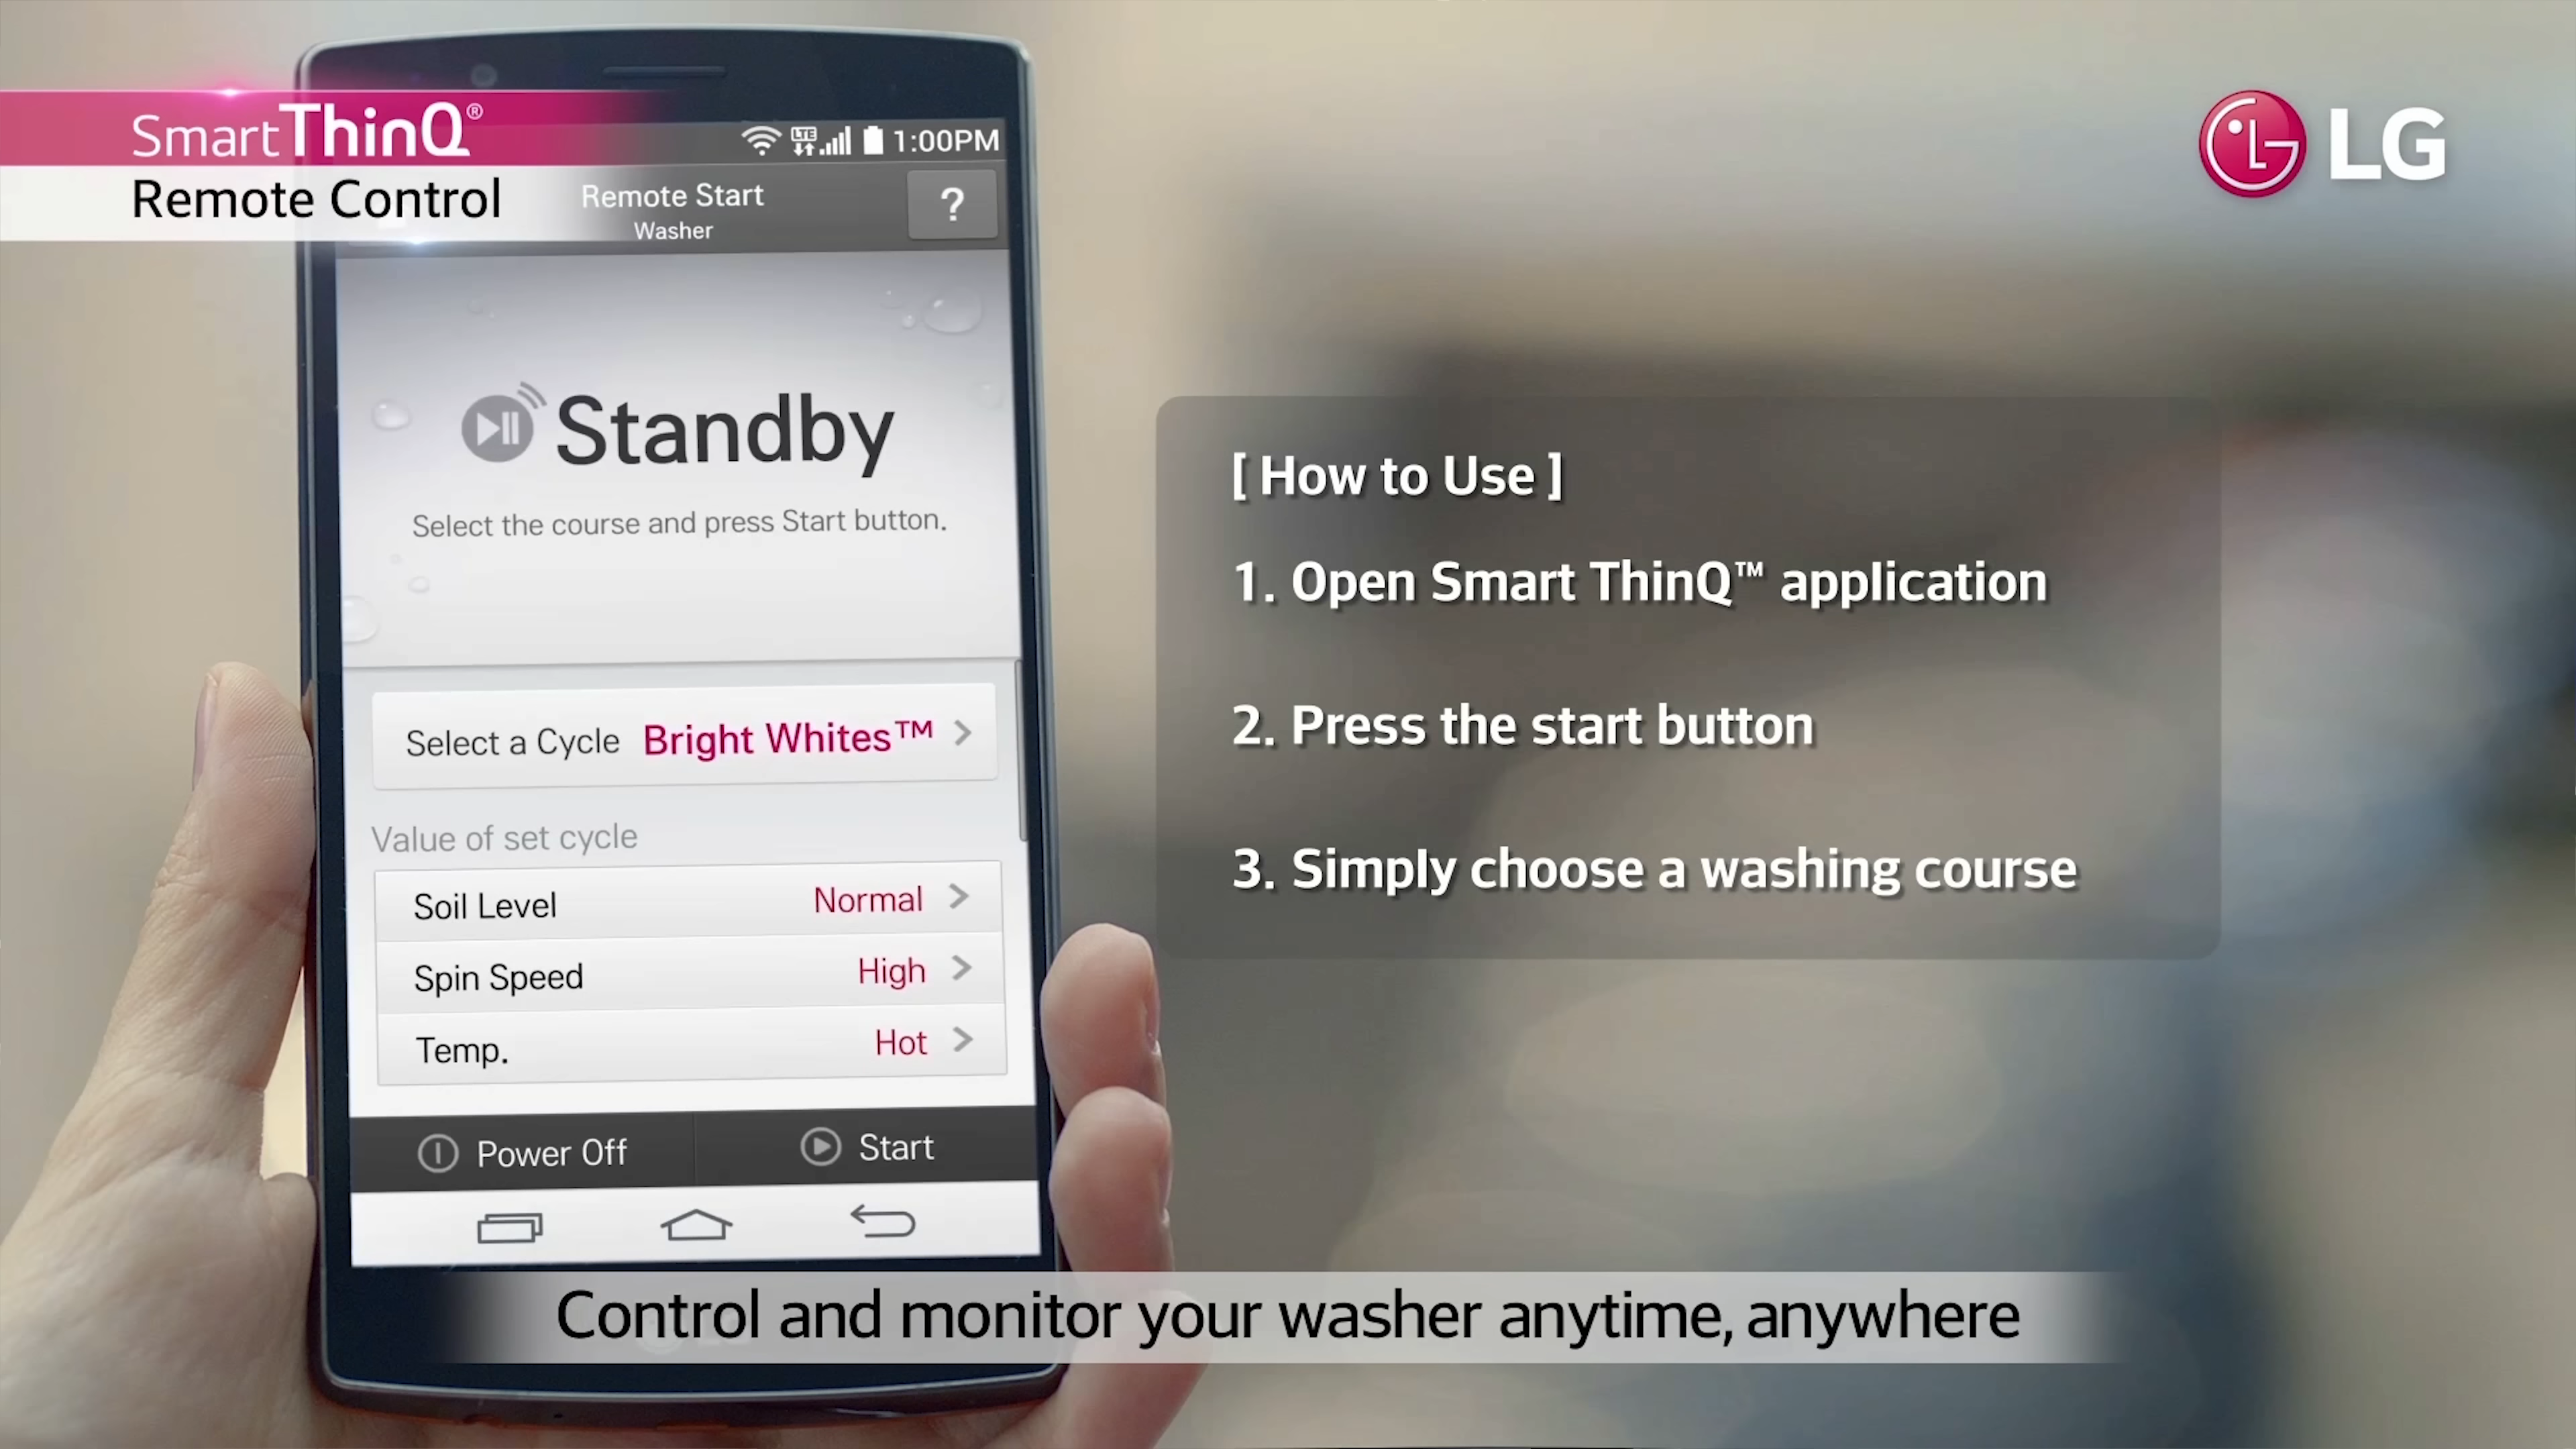 SmartThinQ®
Remote Control
LTE 1:00PM
Remote Start
Washer
?
LG
Standby
Select the course and press Start button.
Select a Cycle Bright Whites™
Value of set cycle
Soil Level Normal
Spin Speed High
Temp. Hot
Power Off Start
[ How to Use ]
1. Open Smart ThinQ™ application
2. Press the start button
3. Simply choose a washing course
Control and monitor your washer anytime, anywhere